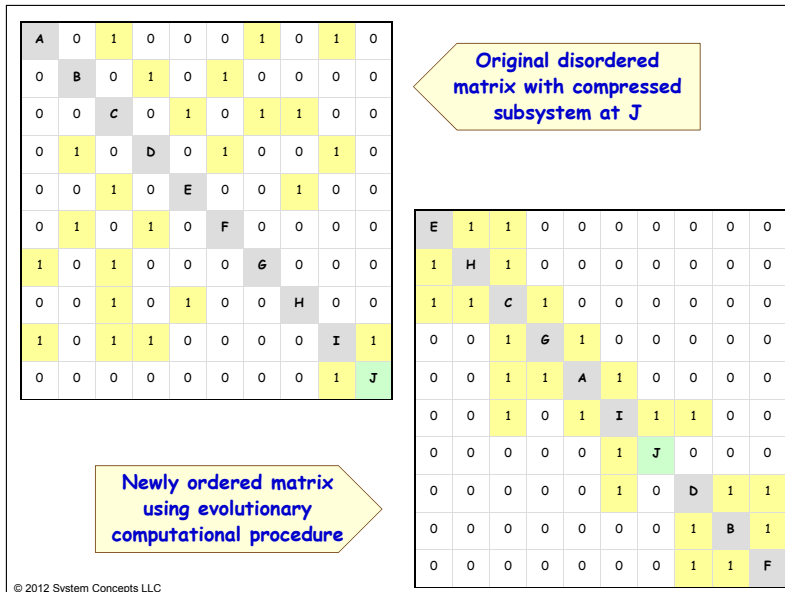 A 0 1 0 0 0 1 0 1 0
0 B 0 1 0 1 0 0 0 0
0 0 C 0 1 0 1 1 0 0
0 1 0 D 0 1 0 0 1 0
0 0 1 0 E 0 0 1 0 0
0 1 0 1 0 F 0 0 0 0
1 0 1 0 0 0 G 0 0 0
0 0 1 0 1 0 0 H 0 0
1 0 1 1 0 0 0 0 I 1
0 0 0 0 0 0 0 0 1 J
Original disordered
matrix with compressed
subsystem at J
E 1 1 0 0 0 0 0 0 0
1 H 1 0 0 0 0 0 0 0
1 1 C 1 0 0 0 0 0 0
0 0 1 G 1 0 0 0 0 0
0 0 1 1 A 1 0 0 0 0
0 0 1 0 1 I 1 1 0 0
0 0 0 0 0 1 J 0 0 0
0 0 0 0 0 1 0 D 1 1
0 0 0 0 0 0 0 1 B 1
0 0 0 0 0 0 0 1 1 F
Newly ordered matrix
using evolutionary
computational procedure
© 2012 System Concepts LLC